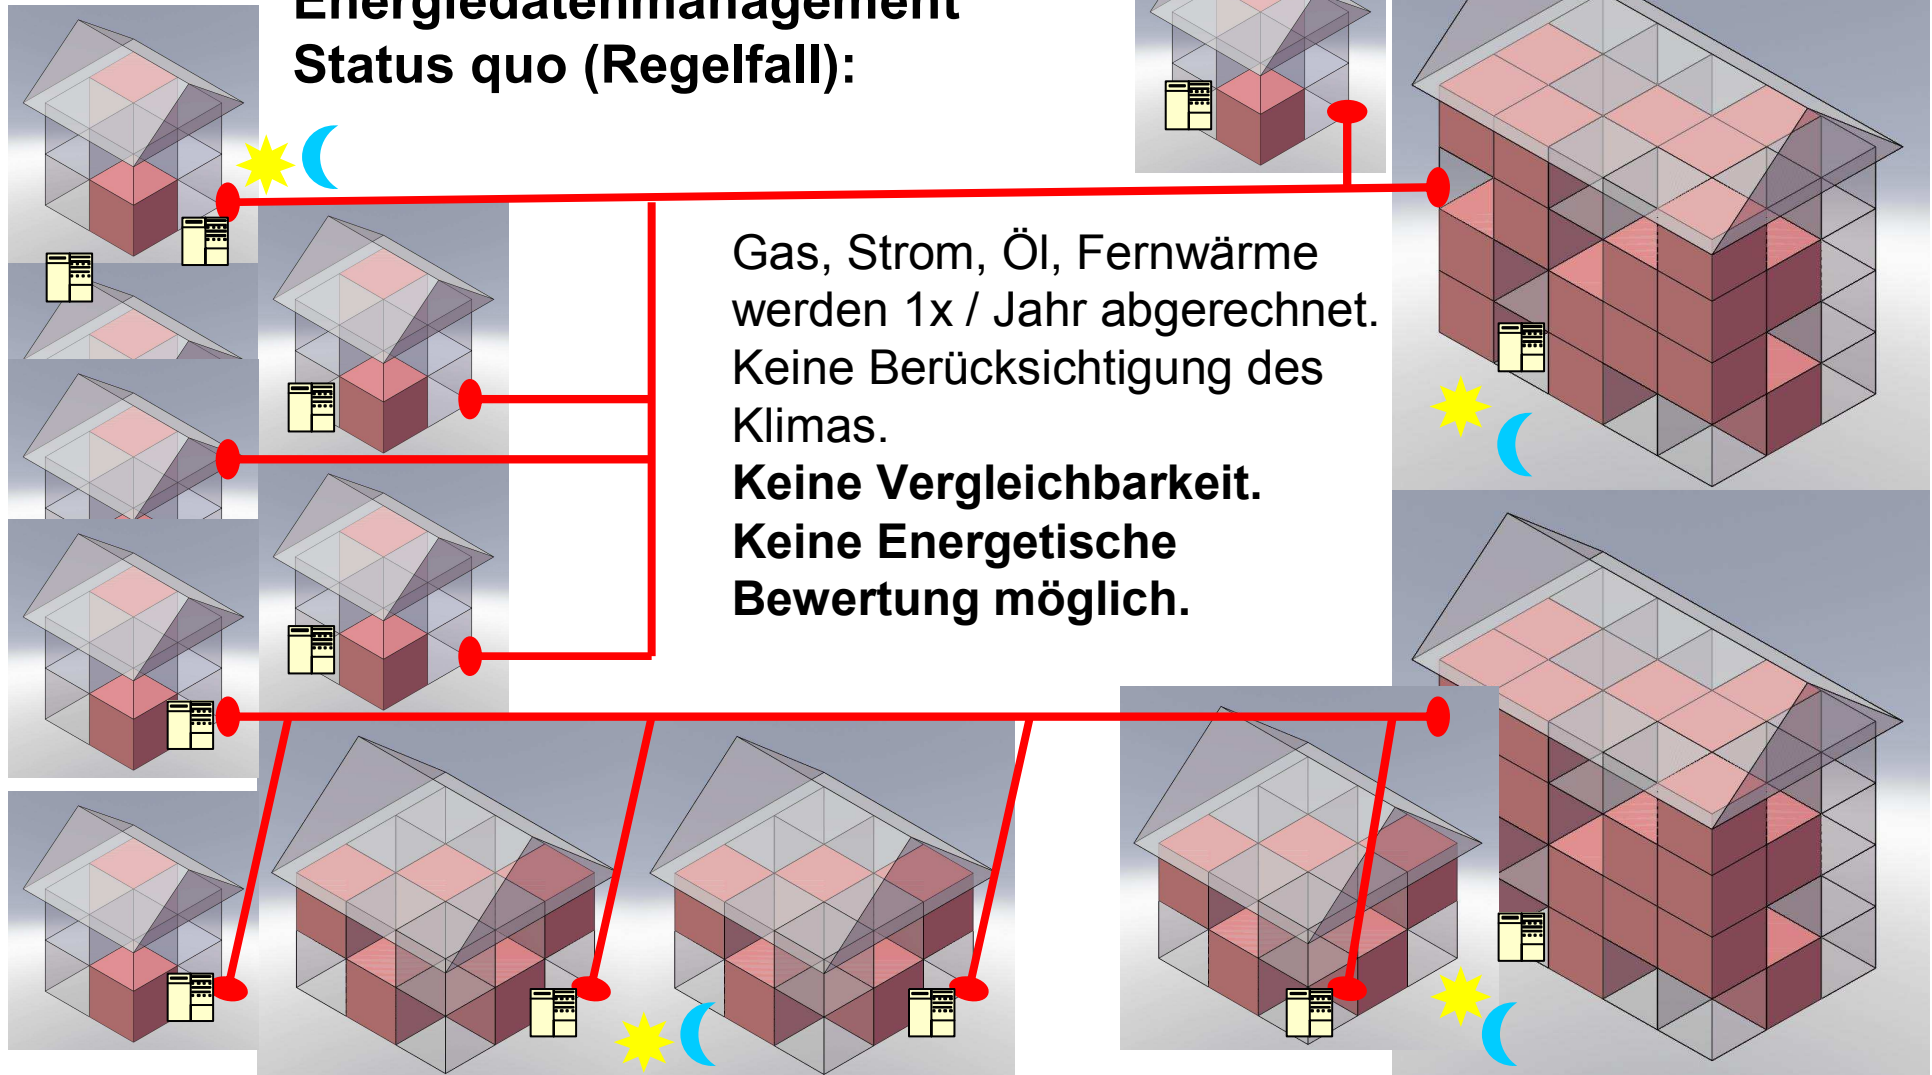 Energiedatenmanagement
Status quo (Regelfall):
Gas, Strom, Öl, Fernwärme
werden 1x / Jahr abgerechnet.
Keine Berücksichtigung des
Klimas.
Keine Vergleichbarkeit.
Keine Energetische
Bewertung möglich.